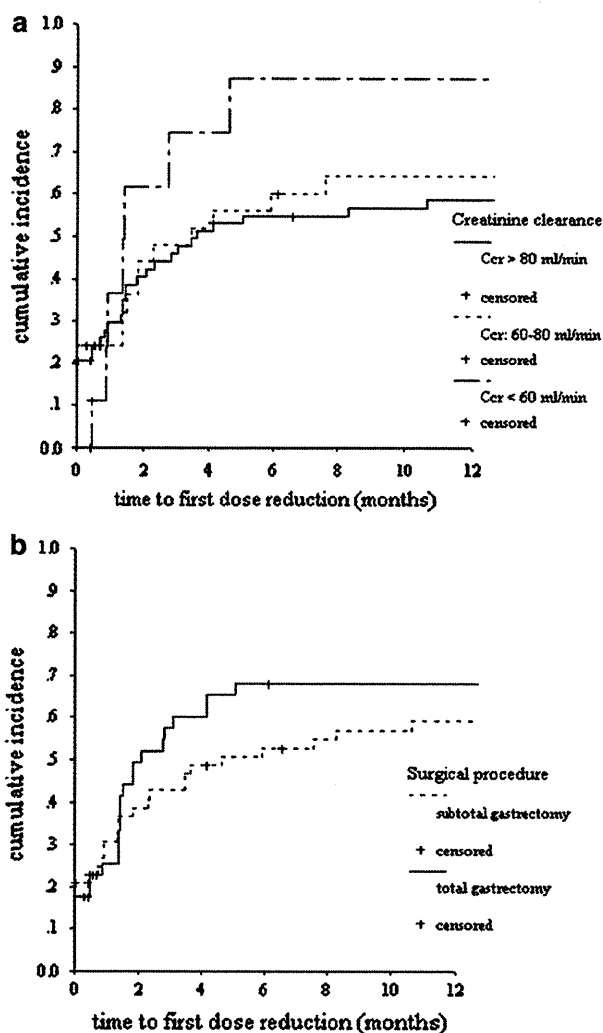 a
1.0
.9
.8
.7
.6
.5
.4
.3
.2
.1
0.0
cumulative incidence
0 2 4 6 8 10 12
time to first dose reduction (months)
Creatinine clearance
Ccr > 80 ml/min
+ censored
Ccr: 60-80 ml/min
+ censored
Ccr < 60 ml/min
+ censored
b
1.0
.9
.8
.7
.6
.5
.4
.3
.2
.1
0.0
cumulative incidence
0 2 4 6 8 10 12
time to first dose reduction (months)
Surgical procedure
subtotal gastrectomy
+ censored
total gastrectomy
+ censored